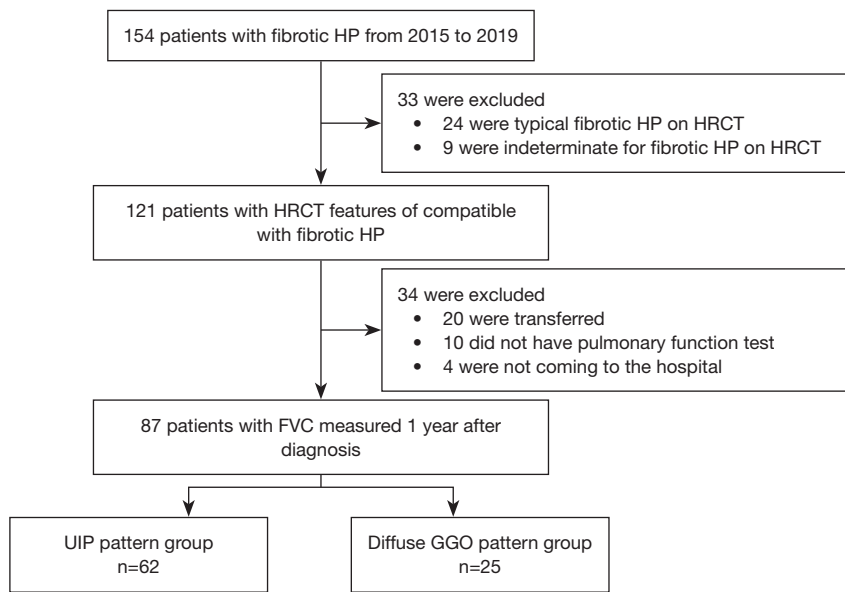 154 patients with fibrotic HP from 2015 to 2019
33 were excluded
• 24 were typical fibrotic HP on HRCT
• 9 were indeterminate for fibrotic HP on HRCT
121 patients with HRCT features of compatible
with fibrotic HP
34 were excluded
• 20 were transferred
• 10 did not have pulmonary function test
• 4 were not coming to the hospital
87 patients with FVC measured 1 year after
diagnosis
UIP pattern group
n=62
Diffuse GGO pattern group
n=25